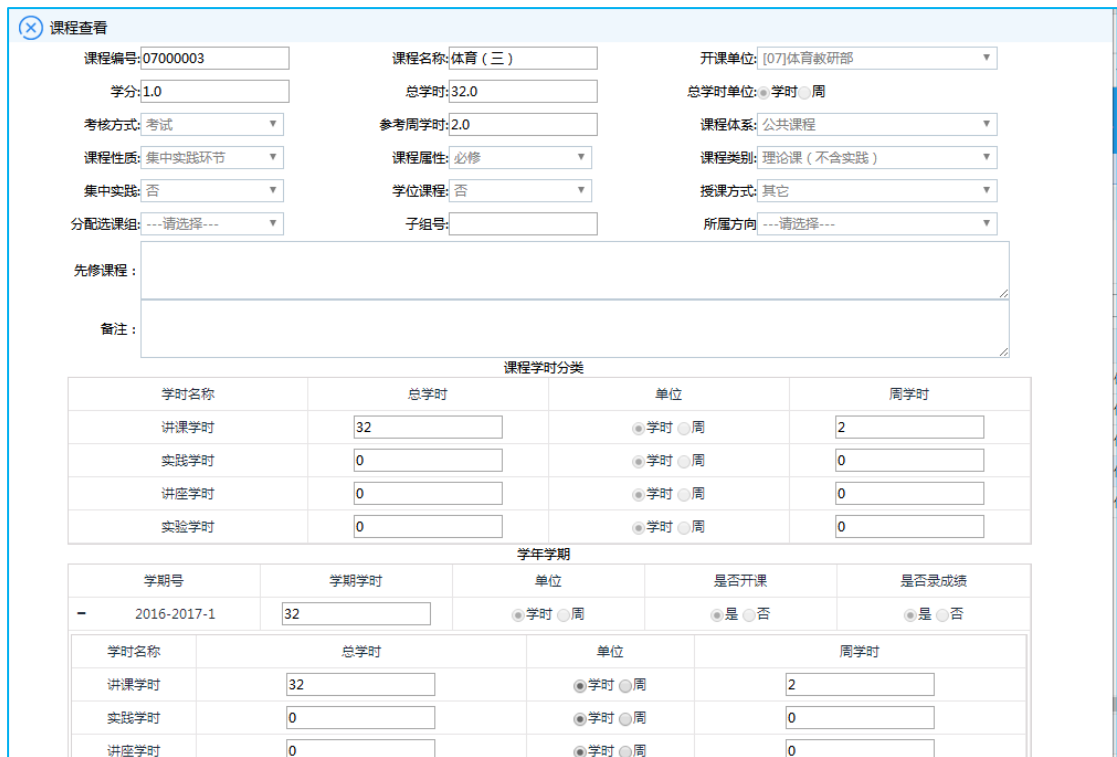 课程查看
课程编号:07000003 课程名称:体育（三） 开课单位:[07]体育教研部
学分:1.0 总学时:32.0 总学时单位:学时 周
考核方式:考试 参考周学时:2.0 课程体系:公共课程
课程性质:集中实践环节 课程属性:必修 课程类别:理论课（不含实践）
集中实践:否 学位课程:否 授课方式:其它
分配选课组:---请选择--- 子组号: 所属方向 ---请选择---
先修课程：
备注：
课程学时分类
学时名称 总学时 单位 周学时
讲课学时 32 学时 周 2
实践学时 0 学时 周 0
讲座学时 0 学时 周 0
实验学时 0 学时 周 0
学年学期
学期号 学期学时 单位 是否开课 是否录成绩
− 2016-2017-1 32 学时 周 是 否 是 否
学时名称 总学时 单位 周学时
讲课学时 32 学时 周 2
实践学时 0 学时 周 0
讲座学时 0 学时 周 0